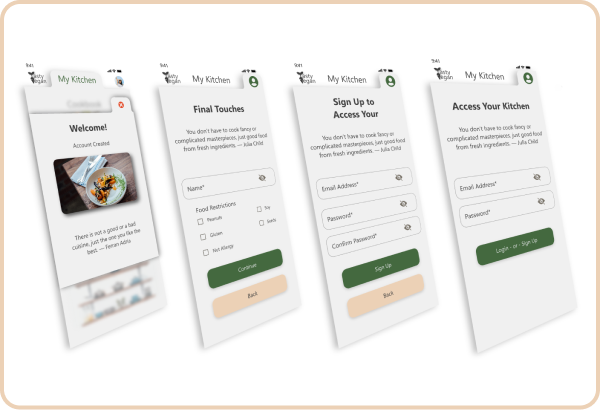 9:41
Tasty
Vegan
My Kitchen
Welcome!
Account Created
There is not a good or a bad
cuisine, just the one you like the
best. — Ferran Adria
9:41
Tasty
Vegan
My Kitchen
Final Touches
You don't have to cook fancy or
complicated masterpieces, just good food
from fresh ingredients. — Julia Child
Name*
Food Restrictions
Peanuts
Soy
Gluten
Nut Allergy
Continue
Back
9:41
Tasty
Vegan
My Kitchen
Sign Up to
Access Your
You don't have to cook fancy or
complicated masterpieces, just good food
from fresh ingredients. — Julia Child
Email Address*
Password*
Confirm Password*
Sign Up
Back
9:41
Tasty
Vegan
My Kitchen
Access Your Kitchen
You don't have to cook fancy or
complicated masterpieces, just good food
from fresh ingredients. — Julia Child
Email Address*
Password*
Login - or - Sign Up